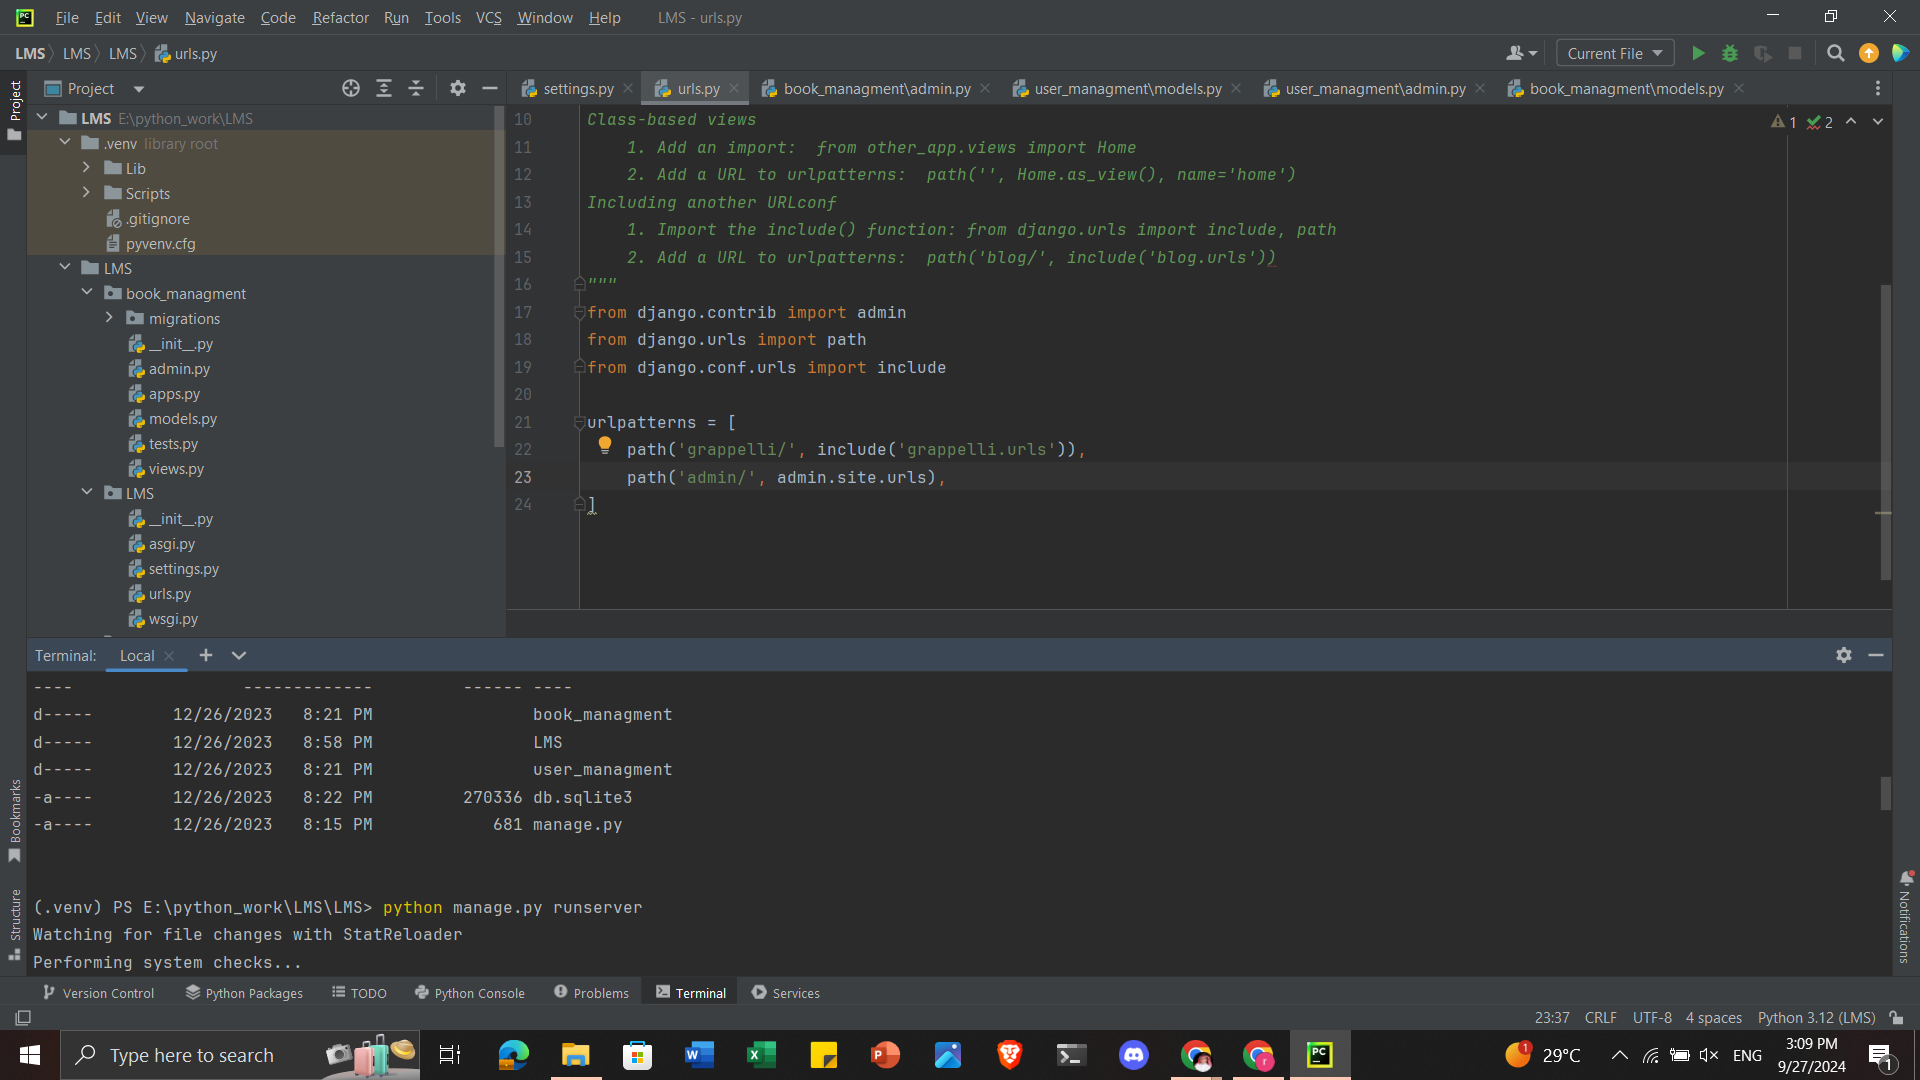 File Edit View Navigate Code Refactor Run Tools VCS Window Help LMS - urls.py
LMS LMS LMS urls.py
Current File
Project
settings.py
urls.py
book_managment\admin.py
user_managment\models.py
user_managment\admin.py
book_managment\models.py
Project
LMS E:\python_work\LMS
.venv library root
Lib
Scripts
.gitignore
pyvenv.cfg
LMS
book_managment
migrations
__init__.py
admin.py
apps.py
models.py
tests.py
views.py
LMS
__init__.py
asgi.py
settings.py
urls.py
wsgi.py
1 2
10 Class-based views
11 1. Add an import:  from other_app.views import Home
12 2. Add a URL to urlpatterns:  path('', Home.as_view(), name='home')
13 Including another URLconf
14 1. Import the include() function: from django.urls import include, path
15 2. Add a URL to urlpatterns:  path('blog/', include('blog.urls'))
16 """
17 from django.contrib import admin
18 from django.urls import path
19 from django.conf.urls import include
20
21 urlpatterns = [
22 path('grappelli/', include('grappelli.urls')),
23 path('admin/', admin.site.urls),
24 ]
Terminal: Local
---- ------------- ------ ----
d----- 12/26/2023 8:21 PM book_managment
d----- 12/26/2023 8:58 PM LMS
d----- 12/26/2023 8:21 PM user_managment
-a---- 12/26/2023 8:22 PM 270336 db.sqlite3
-a---- 12/26/2023 8:15 PM 681 manage.py
(.venv) PS E:\python_work\LMS\LMS> python manage.py runserver
Watching for file changes with StatReloader
Performing system checks...
Bookmarks
Structure
Notifications
Version Control Python Packages TODO Python Console Problems Terminal Services
23:37 CRLF UTF-8 4 spaces Python 3.12 (LMS)
Type here to search
1 29°C ENG
3:09 PM
9/27/2024
1